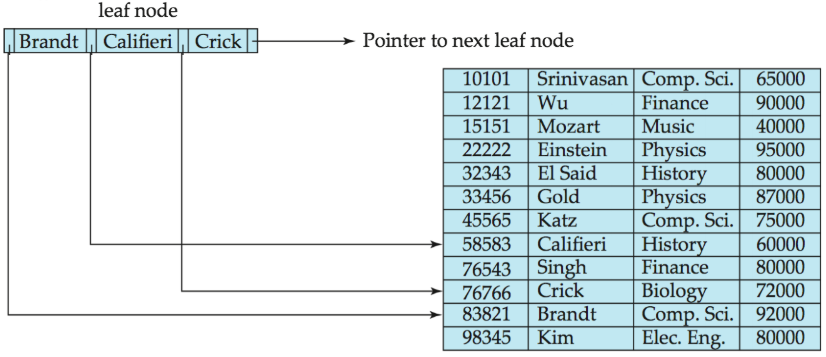 leaf node
Brandt Califieri Crick
Pointer to next leaf node
10101 Srinivasan Comp. Sci. 65000
12121 Wu Finance 90000
15151 Mozart Music 40000
22222 Einstein Physics 95000
32343 El Said History 80000
33456 Gold Physics 87000
45565 Katz Comp. Sci. 75000
58583 Califieri History 60000
76543 Singh Finance 80000
76766 Crick Biology 72000
83821 Brandt Comp. Sci. 92000
98345 Kim Elec. Eng. 80000